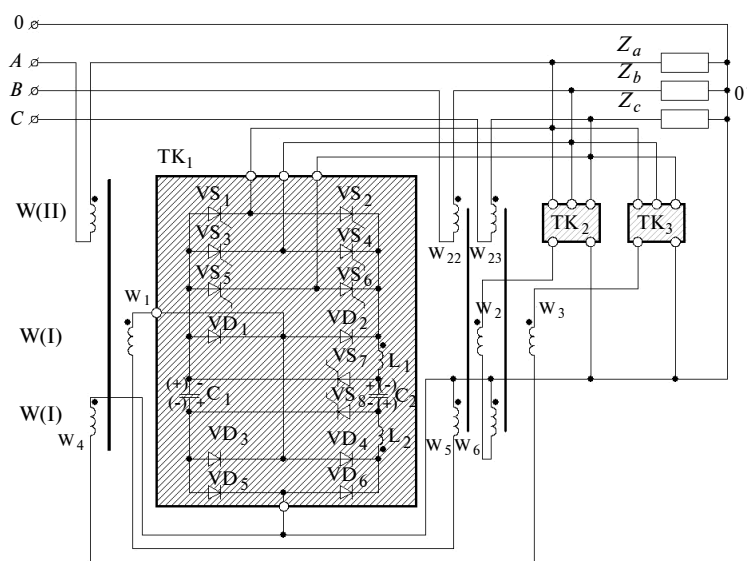 0
A
B
C
Z_a
Z_b
Z_c
0
TK_1
VS_1 VS_2
VS_3 VS_4
VS_5 VS_6
VD_1 VD_2
VS_7
L_1
(+) - C_1 (-) +
VS_8
+ (-) C_2 - (+)
VD_3 VD_4
L_2
VD_5 VD_6
W(II)
W(I)
W(I)
W_1
W_4
W_22 W_23
TK_2 TK_3
W_2 W_3
W_5 W_6